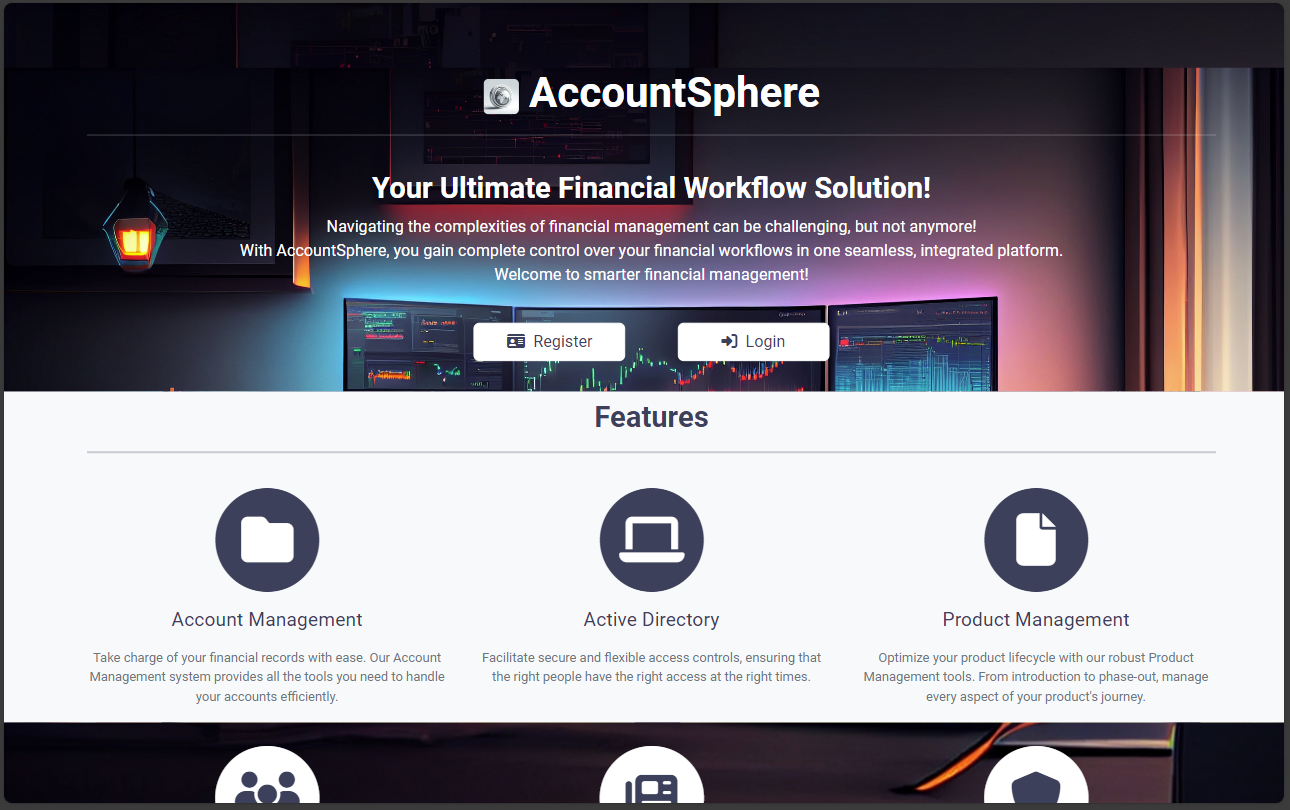 AccountSphere
Your Ultimate Financial Workflow Solution!
Navigating the complexities of financial management can be challenging, but not anymore!
With AccountSphere, you gain complete control over your financial workflows in one seamless, integrated platform.
Welcome to smarter financial management!
Register
Login
Features
Account Management
Take charge of your financial records with ease. Our Account
Management system provides all the tools you need to handle
your accounts efficiently.
Active Directory
Facilitate secure and flexible access controls, ensuring that
the right people have the right access at the right times.
Product Management
Optimize your product lifecycle with our robust Product
Management tools. From introduction to phase-out, manage
every aspect of your product's journey.